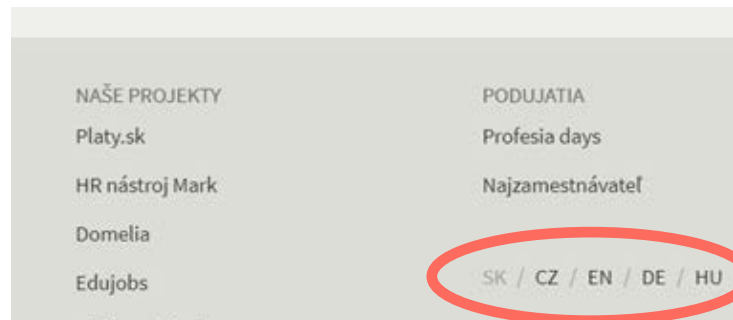 NAŠE PROJEKTY
Platy.sk
HR nástroj Mark
Domelia
Edujobs
PODUJATIA
Profesia days
Najzamestnávateľ
SK / CZ / EN / DE / HU